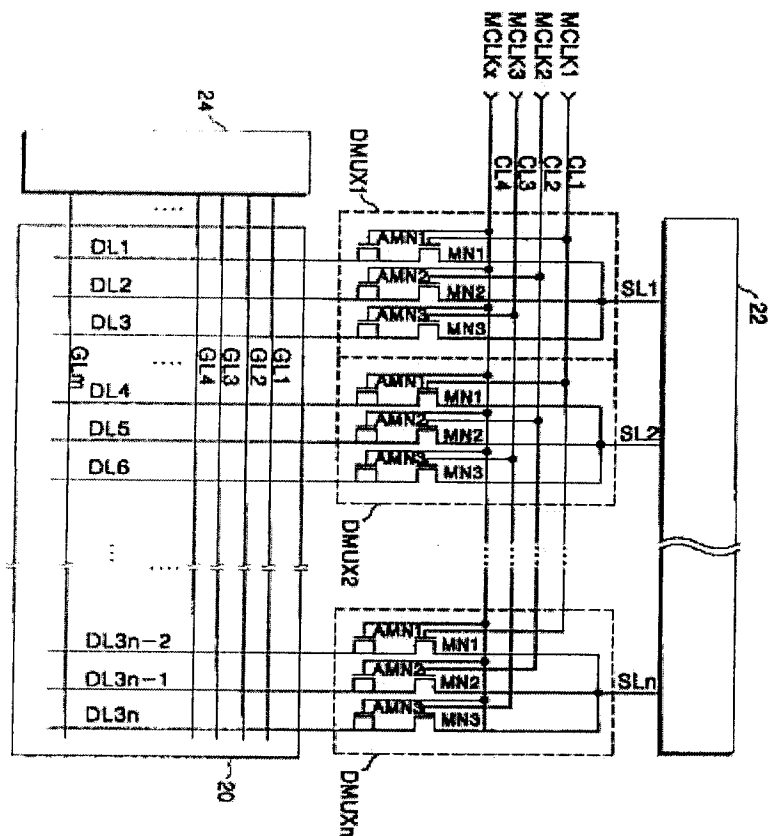 MCLKx
MCLK3
MCLK2
MCLK1
24
DMUX1
CL4
CL3
CL2
CL1
22
....
AMN1
MN1
DL1
AMN2
MN2
DL2
SL1
AMN3
MN3
DL3
....
GLm
GL4
GL3
GL2
GL1
AMN1
MN1
DL4
AMN2
MN2
DL5
SL2
AMN3
MN3
DL6
DMUX2
...
....
AMN1
MN1
DL3n-2
AMN2
MN2
DL3n-1
SLn
AMN3
MN3
DL3n
20
DMUXn